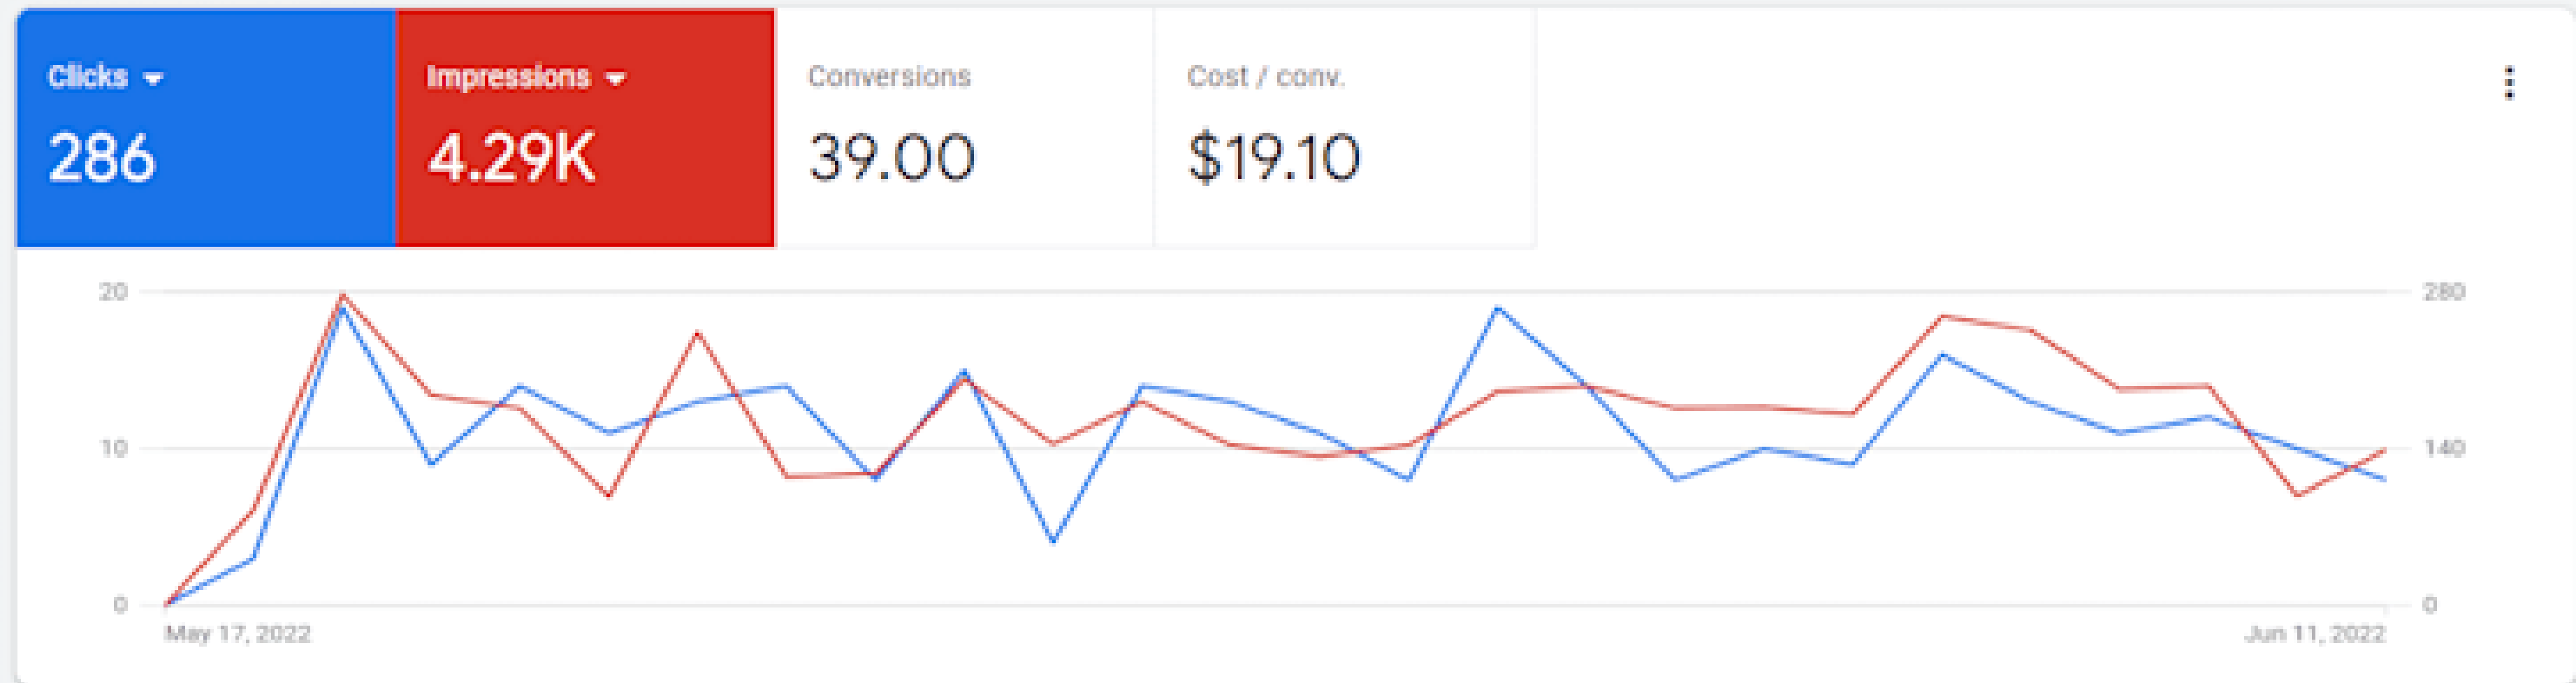 Clicks Impressions Conversions Cost / conv.
286 4.29K 39.00 $19.10
20 280
10 140
0 0
May 17, 2022 Jun 11, 2022